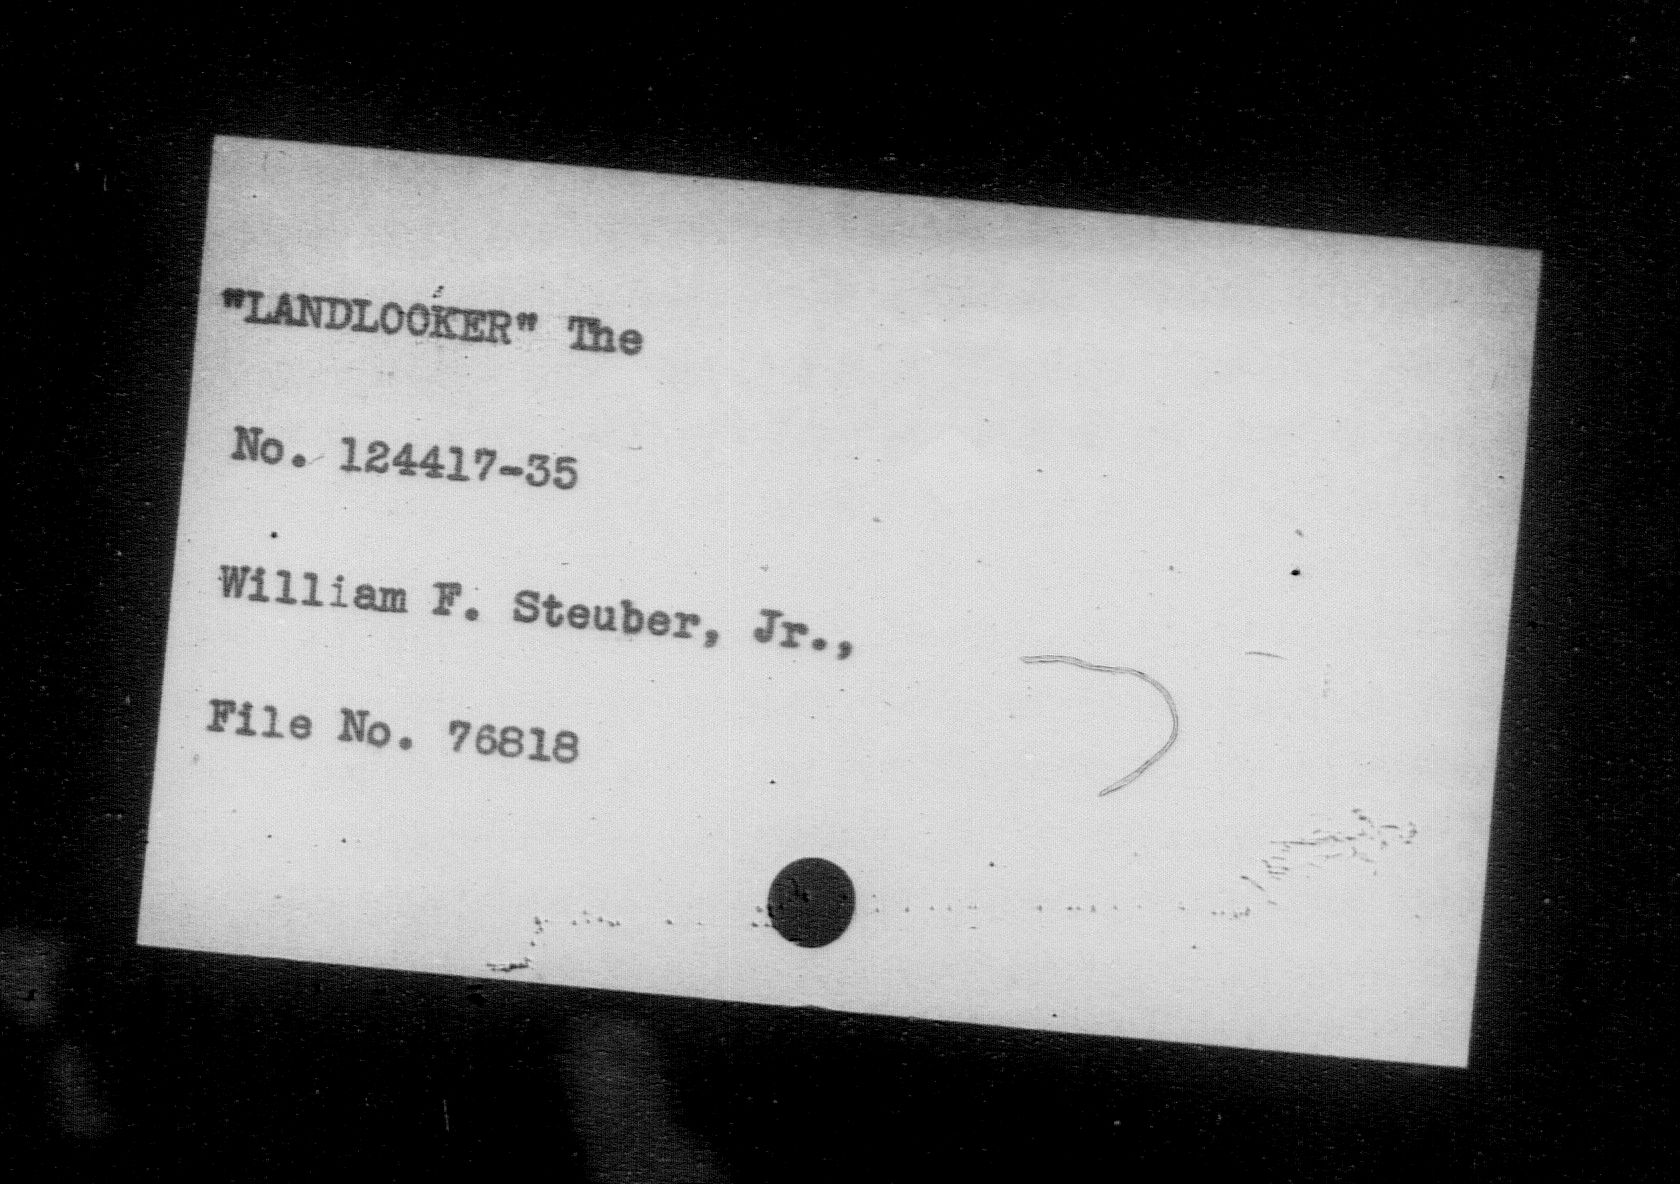 "LANDLOOKER" The
No. 124417-35
William F. Steuber, Jr.,
File No. 76818